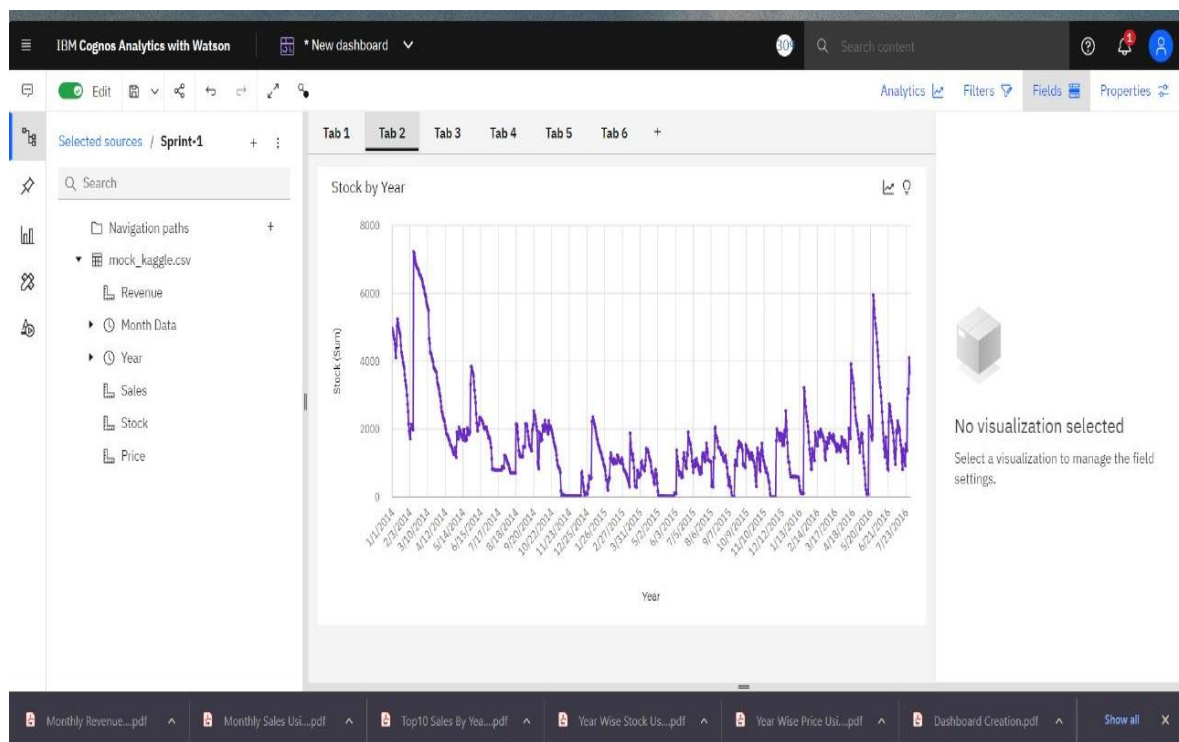 IBM Cognos Analytics with Watson
* New dashboard
Search content
1
Edit
Analytics
Filters
Fields
Properties
Selected sources / Sprint-1
Search
Navigation paths
mock_kaggle.csv
Revenue
Month Data
Year
Sales
Stock
Price
Tab 1 Tab 2 Tab 3 Tab 4 Tab 5 Tab 6 +
Stock by Year
Stock (Sum)
8000
6000
4000
2000
0
1/1/2014
2/3/2014
3/10/2014
4/12/2014
5/14/2014
6/15/2014
7/17/2014
8/18/2014
9/20/2014
10/22/2014
11/23/2014
12/25/2014
1/26/2015
2/27/2015
3/31/2015
5/2/2015
6/3/2015
7/5/2015
8/6/2015
9/7/2015
10/9/2015
11/10/2015
12/12/2015
1/13/2016
2/14/2016
3/17/2016
4/18/2016
5/20/2016
6/21/2016
7/23/2016
Year
No visualization selected
Select a visualization to manage the field
settings.
Monthly Revenue....pdf
Monthly Sales Usi....pdf
Top10 Sales By Yea....pdf
Year Wise Stock Us....pdf
Year Wise Price Usi....pdf
Dashboard Creation.pdf
Show all
X